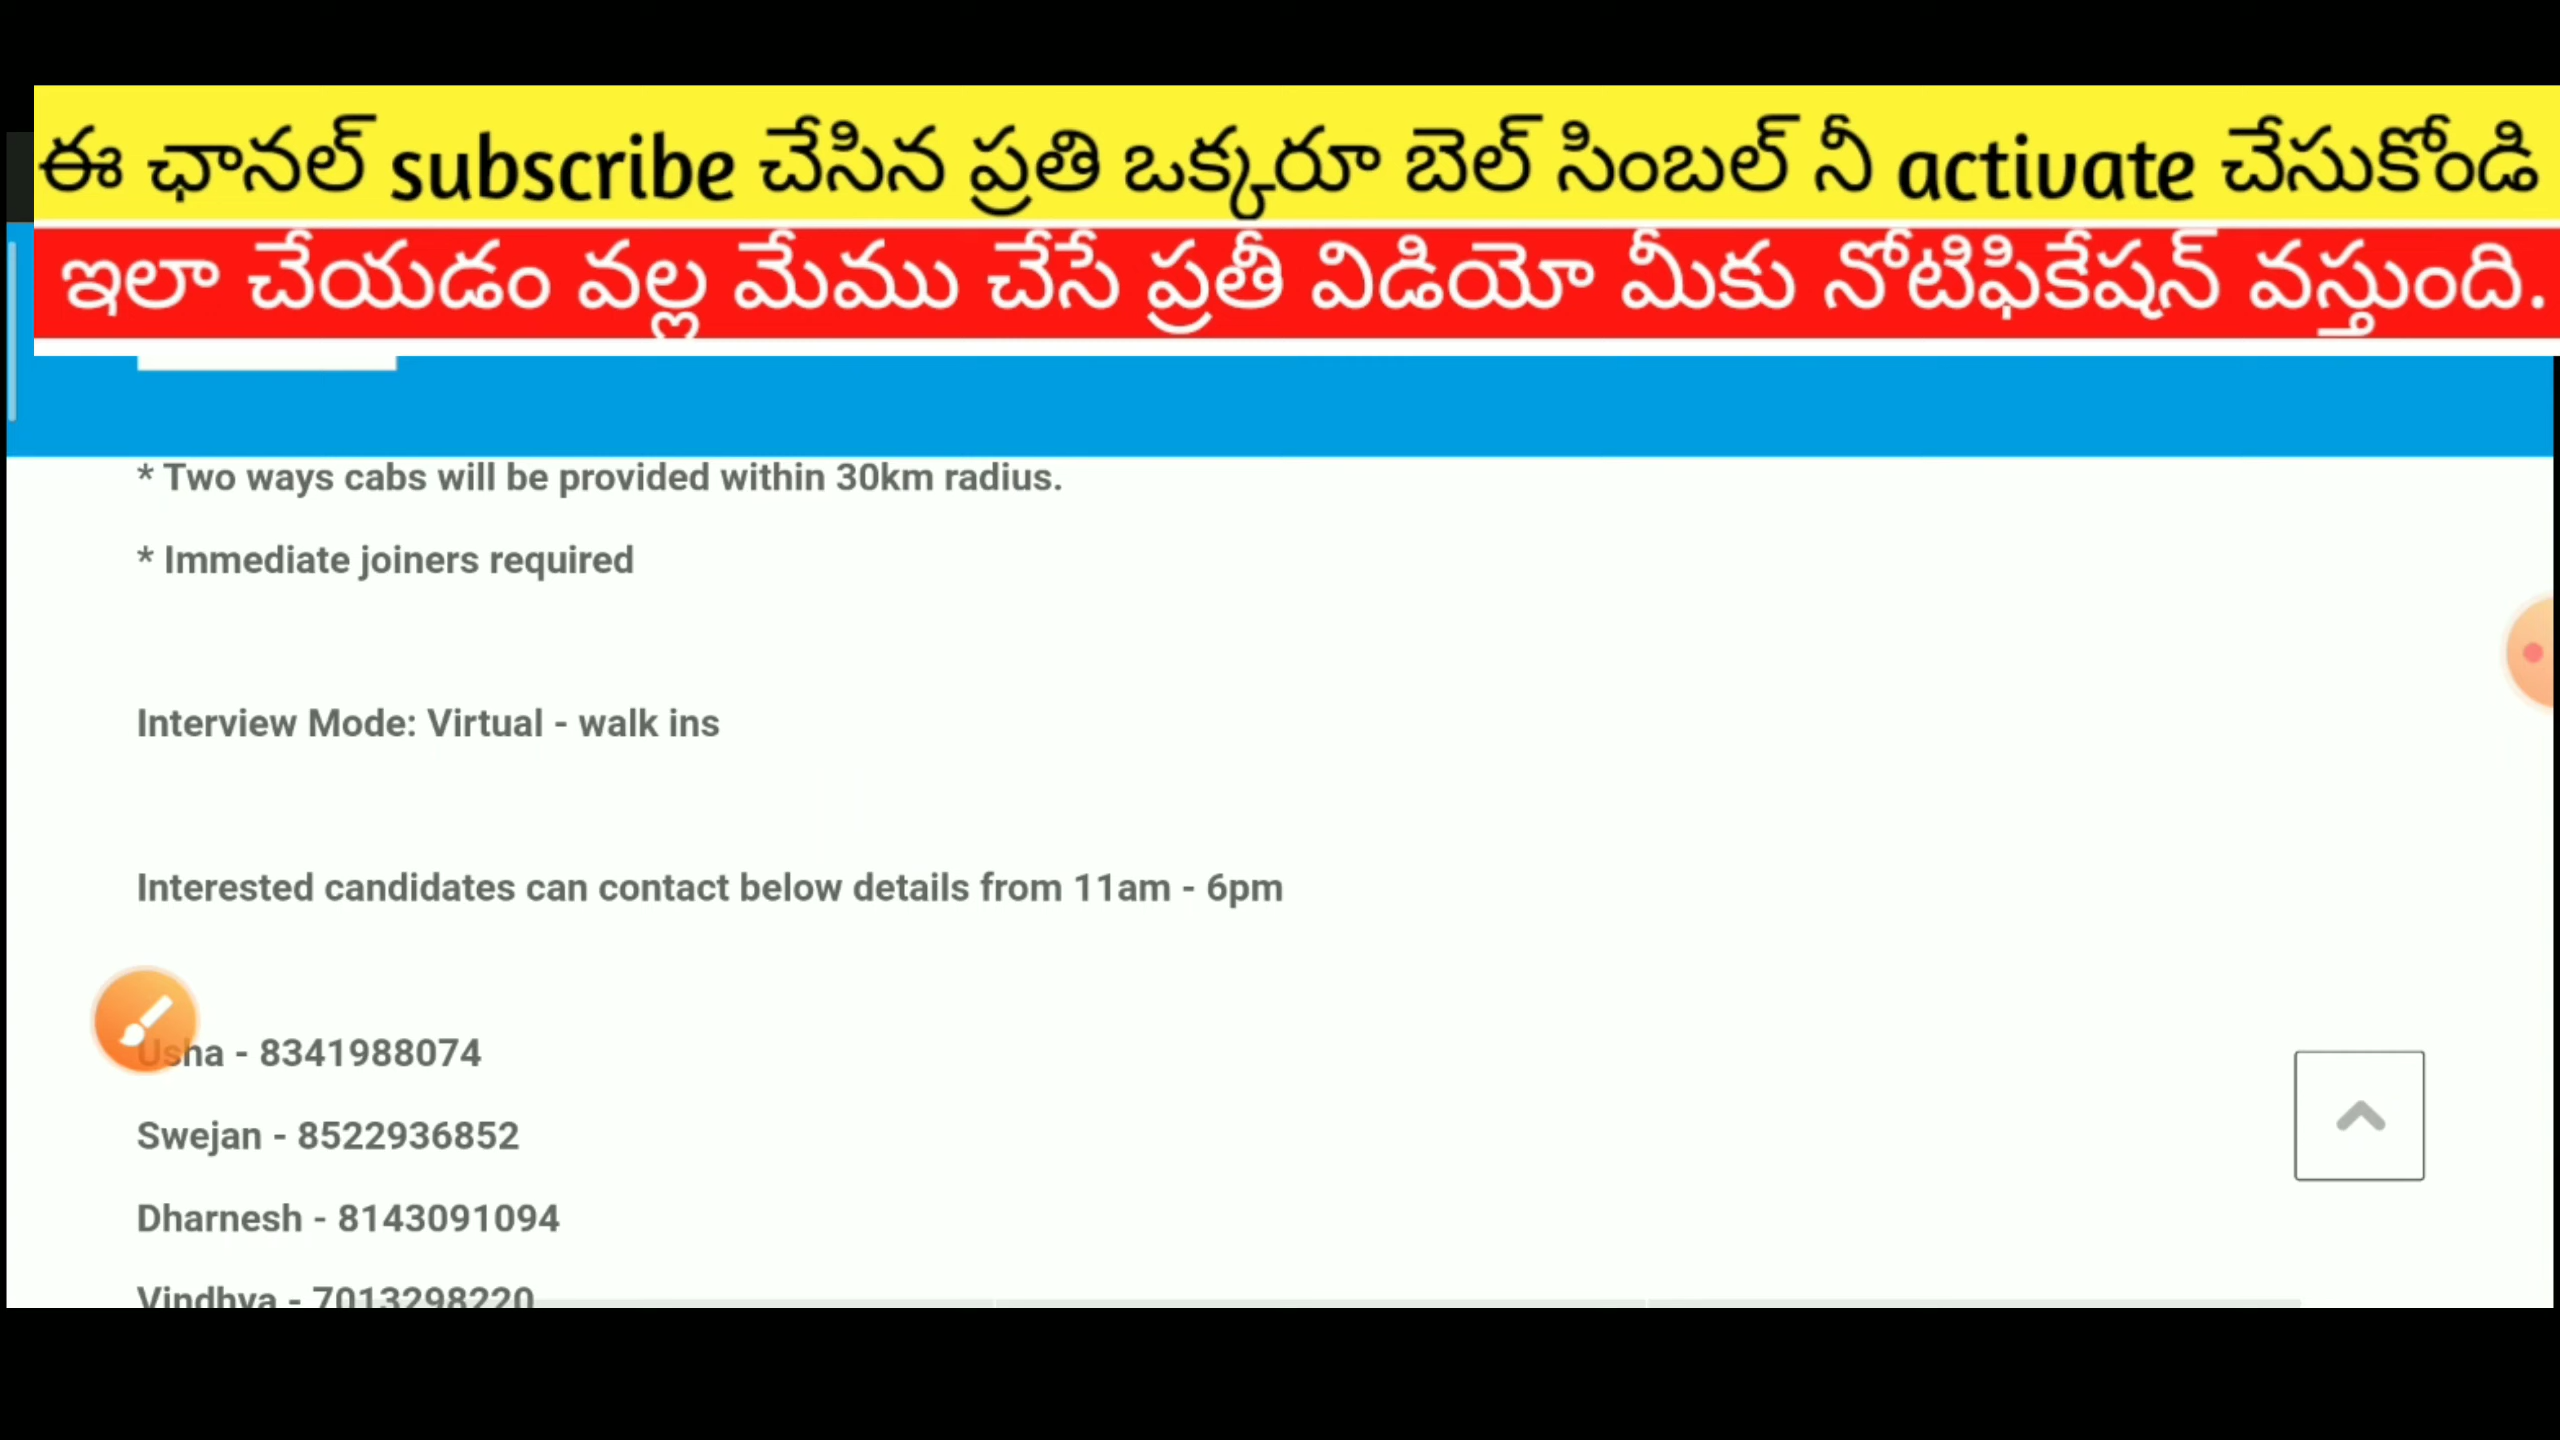 ఈ ఛానల్ subscribe చేసిన ప్రతి ఒక్కరూ బెల్ సింబల్ నీ activate చేసుకోండి
ఇలా చేయడం వల్ల మేము చేసే ప్రతీ విడియో మీకు నోటిఫికేషన్ వస్తుంది.
* Two ways cabs will be provided within 30km radius.
* Immediate joiners required
Interview Mode: Virtual - walk ins
Interested candidates can contact below details from 11am - 6pm
Usha - 8341988074
Swejan - 8522936852
Dharnesh - 8143091094
Vindhya - 7013298220